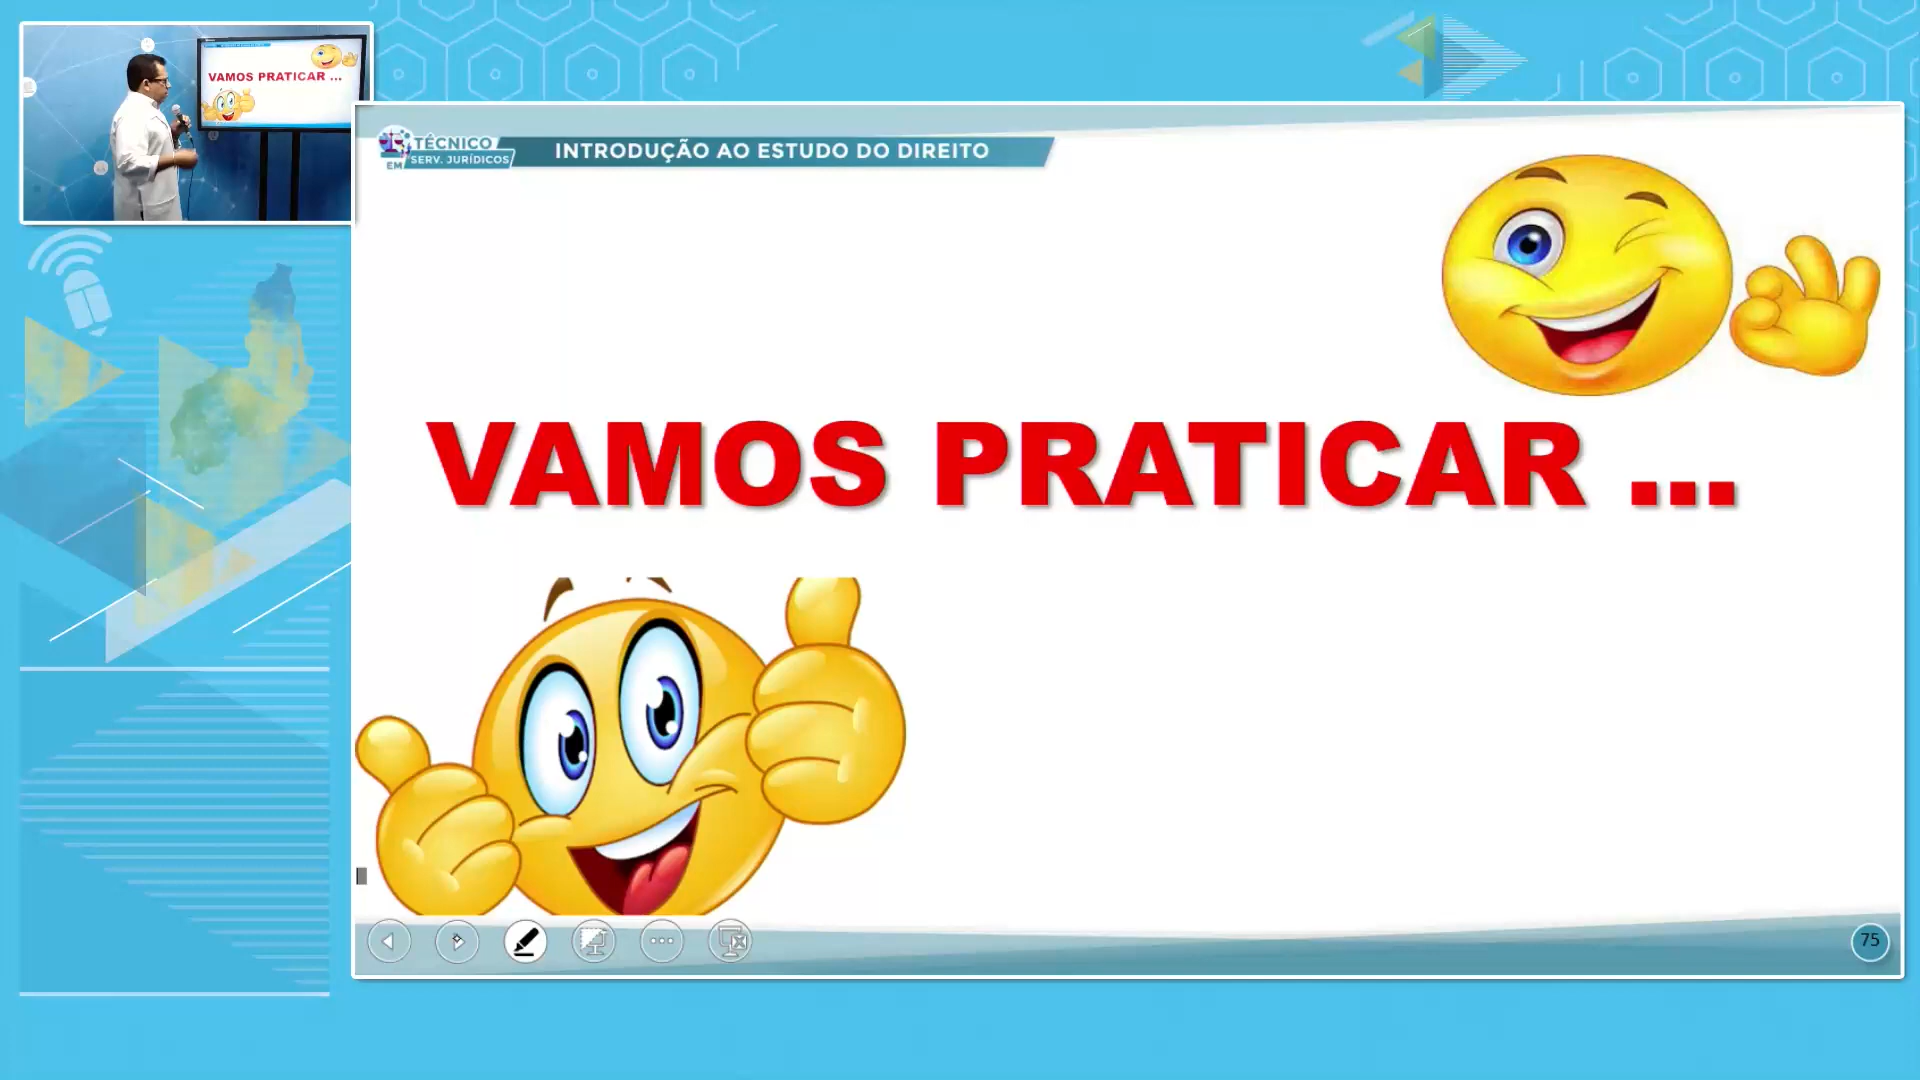 VAMOS PRATICAR ...
TÉCNICO
EM SERV. JURÍDICOS
INTRODUÇÃO AO ESTUDO DO DIREITO
VAMOS PRATICAR ...
75